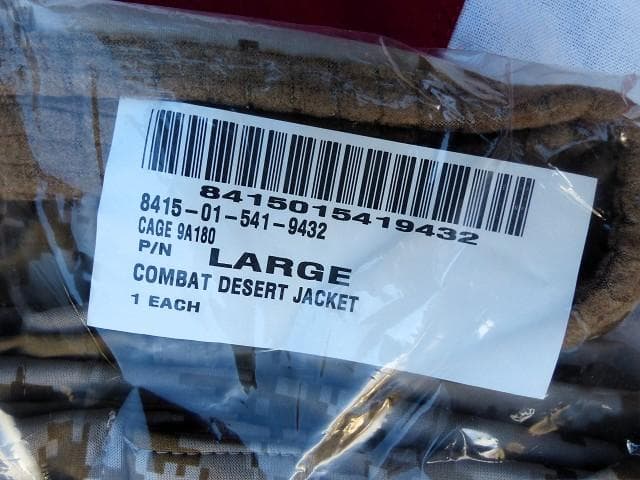 8415015419432
8415-01-541-9432
CAGE 9A180
P/N LARGE
COMBAT DESERT JACKET
1 EACH